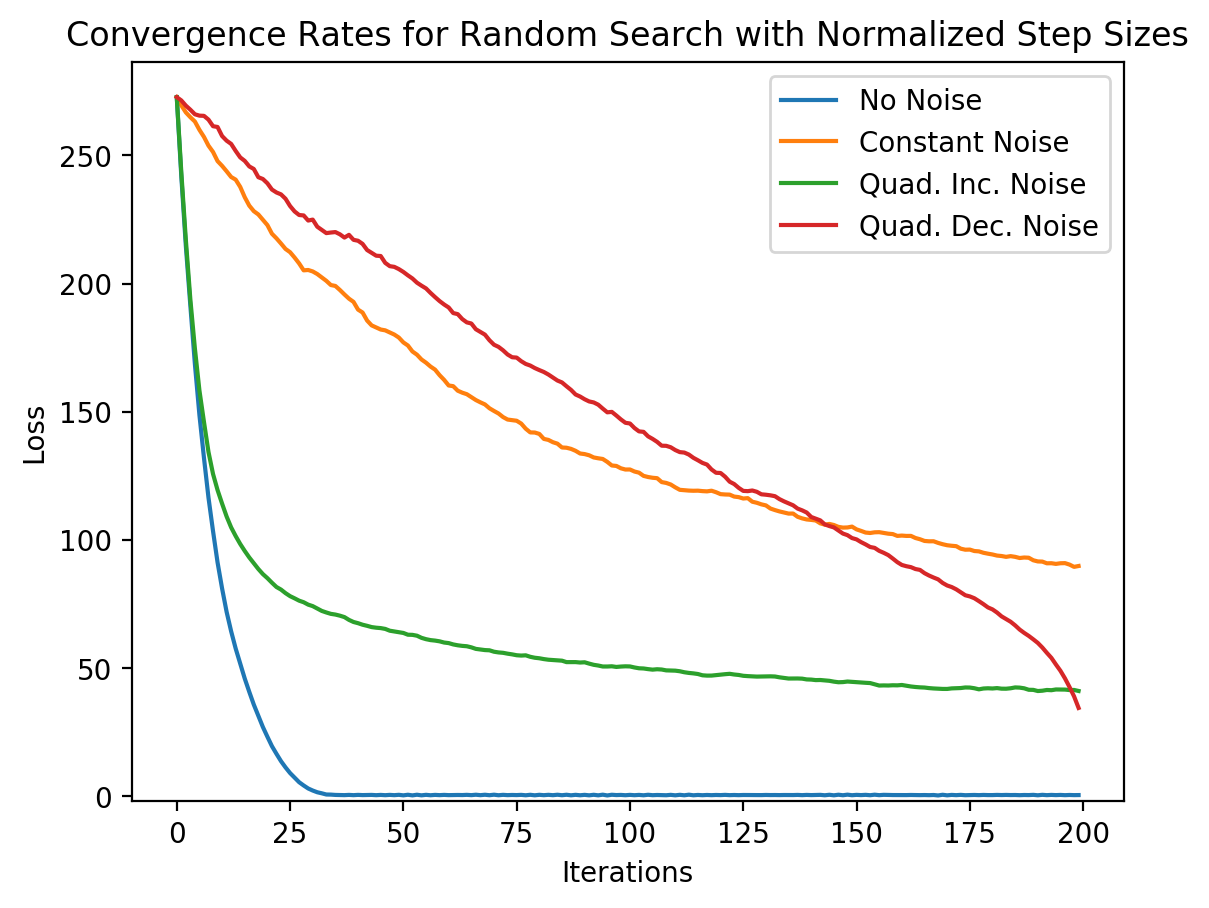 Convergence Rates for Random Search with Normalized Step Sizes
No Noise
Constant Noise
Quad. Inc. Noise
Quad. Dec. Noise
Loss
250
200
150
100
50
0
0 25 50 75 100 125 150 175 200
Iterations